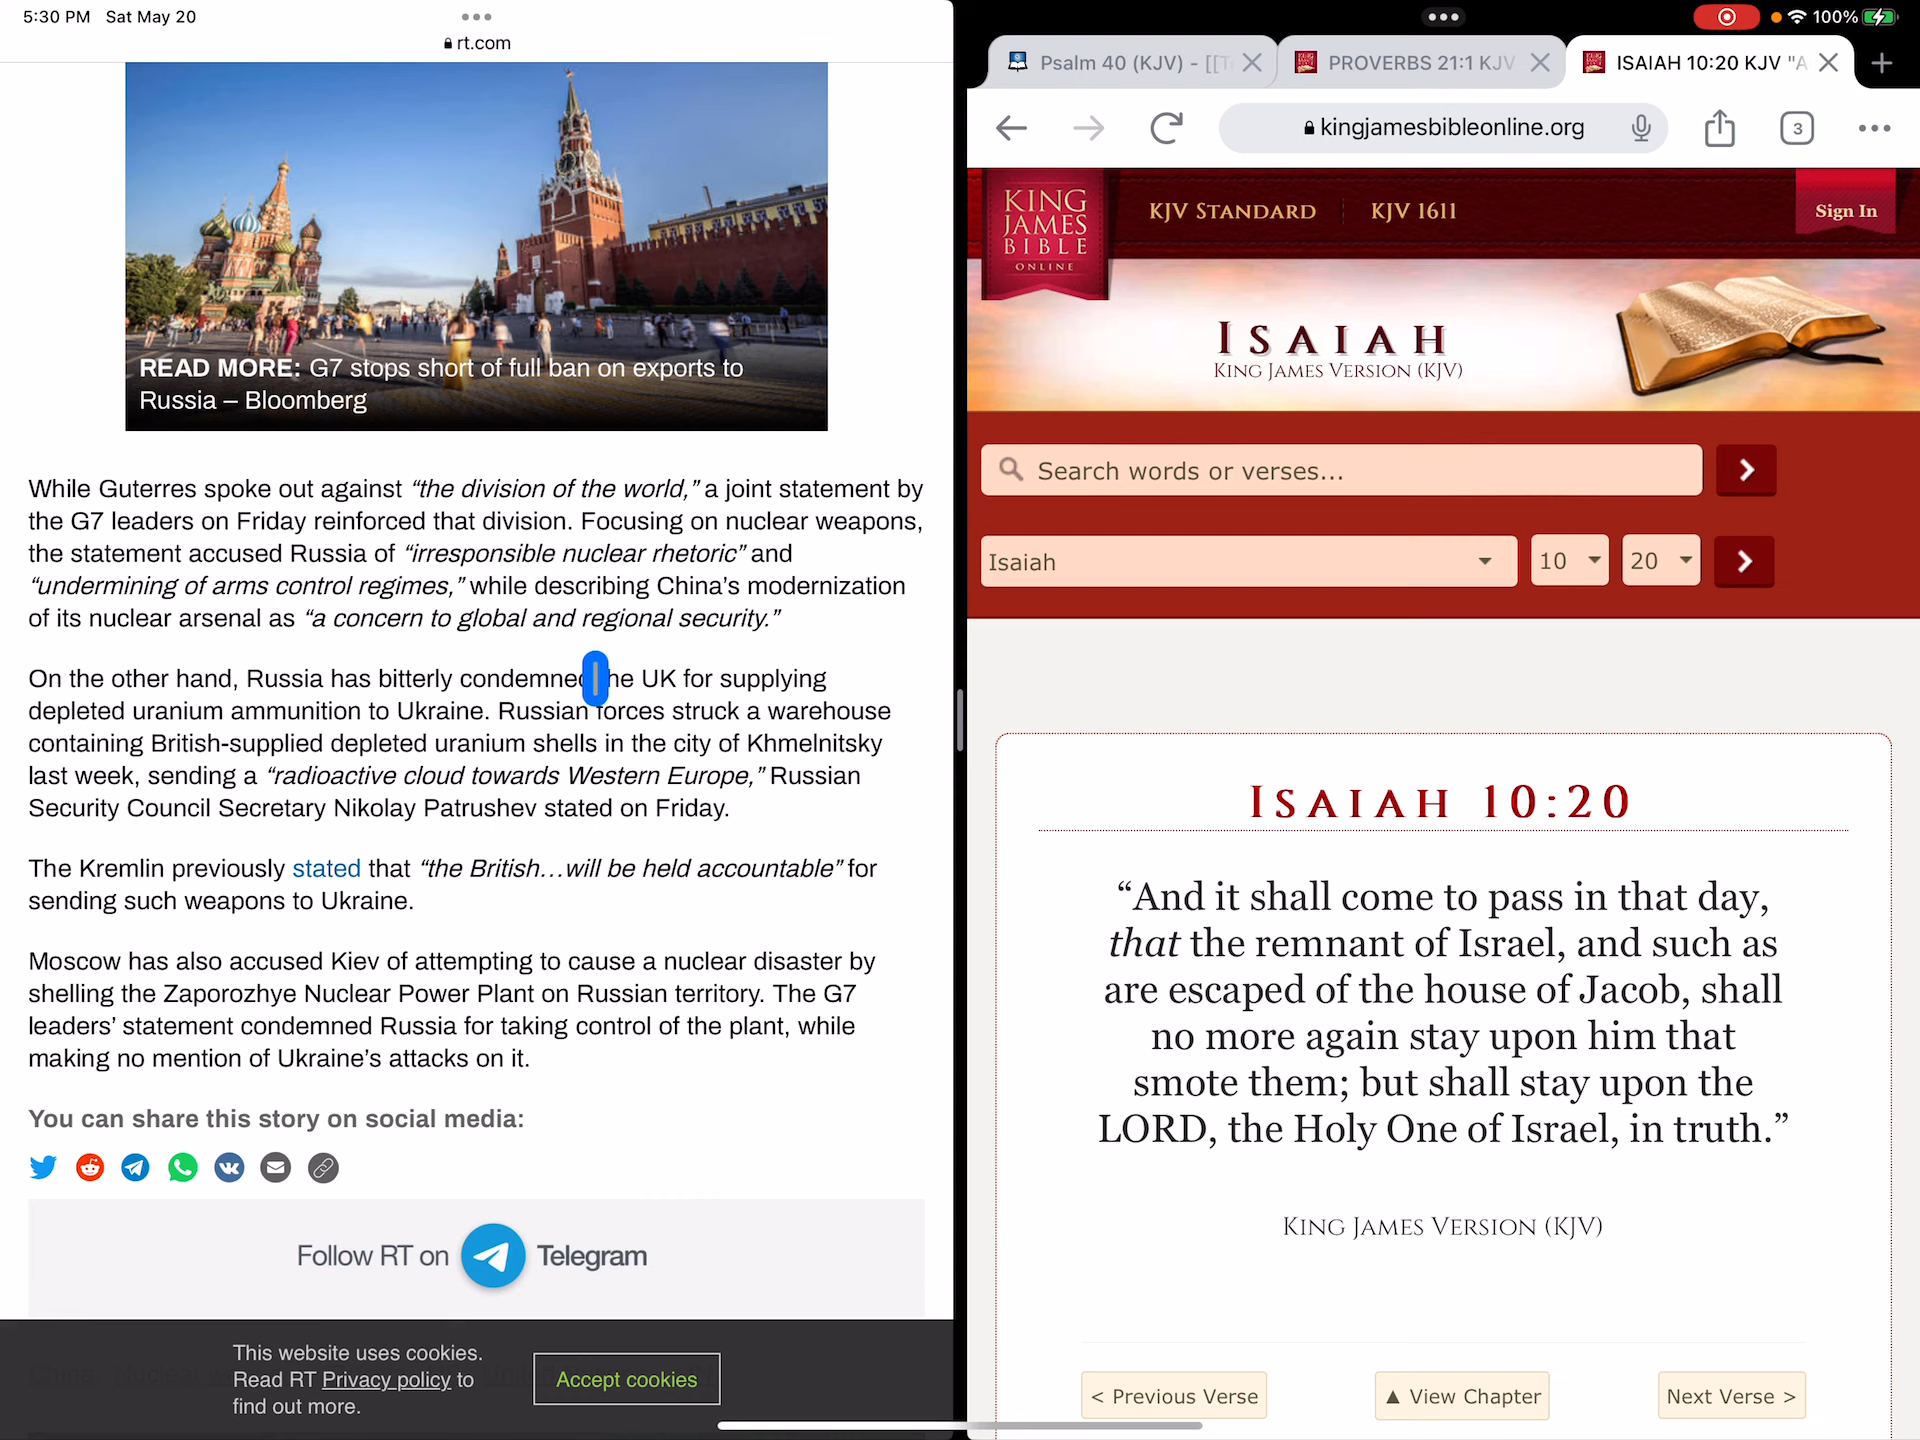 5:30 PM Sat May 20
rt.com
READ MORE: G7 stops short of full ban on exports to
Russia – Bloomberg
While Guterres spoke out against “the division of the world,” a joint statement by
the G7 leaders on Friday reinforced that division. Focusing on nuclear weapons,
the statement accused Russia of “irresponsible nuclear rhetoric” and
“undermining of arms control regimes,” while describing China’s modernization
of its nuclear arsenal as “a concern to global and regional security.”
On the other hand, Russia has bitterly condemned the UK for supplying
depleted uranium ammunition to Ukraine. Russian forces struck a warehouse
containing British-supplied depleted uranium shells in the city of Khmelnitsky
last week, sending a “radioactive cloud towards Western Europe,” Russian
Security Council Secretary Nikolay Patrushev stated on Friday.
The Kremlin previously stated that “the British…will be held accountable” for
sending such weapons to Ukraine.
Moscow has also accused Kiev of attempting to cause a nuclear disaster by
shelling the Zaporozhye Nuclear Power Plant on Russian territory. The G7
leaders’ statement condemned Russia for taking control of the plant, while
making no mention of Ukraine’s attacks on it.
You can share this story on social media:
Follow RT on Telegram
This website uses cookies.
Read RT Privacy policy to
find out more.
Accept cookies
100%
Psalm 40 (KJV) - [[T
PROVERBS 21:1 KJV
ISAIAH 10:20 KJV "A
kingjamesbibleonline.org
3
KING
JAMES
BIBLE
ONLINE
KJV STANDARD
KJV 1611
Sign In
ISAIAH
KING JAMES VERSION (KJV)
Search words or verses...
Isaiah
10
20
ISAIAH 10:20
“And it shall come to pass in that day,
that the remnant of Israel, and such as
are escaped of the house of Jacob, shall
no more again stay upon him that
smote them; but shall stay upon the
LORD, the Holy One of Israel, in truth.”
KING JAMES VERSION (KJV)
< Previous Verse
▲ View Chapter
Next Verse >